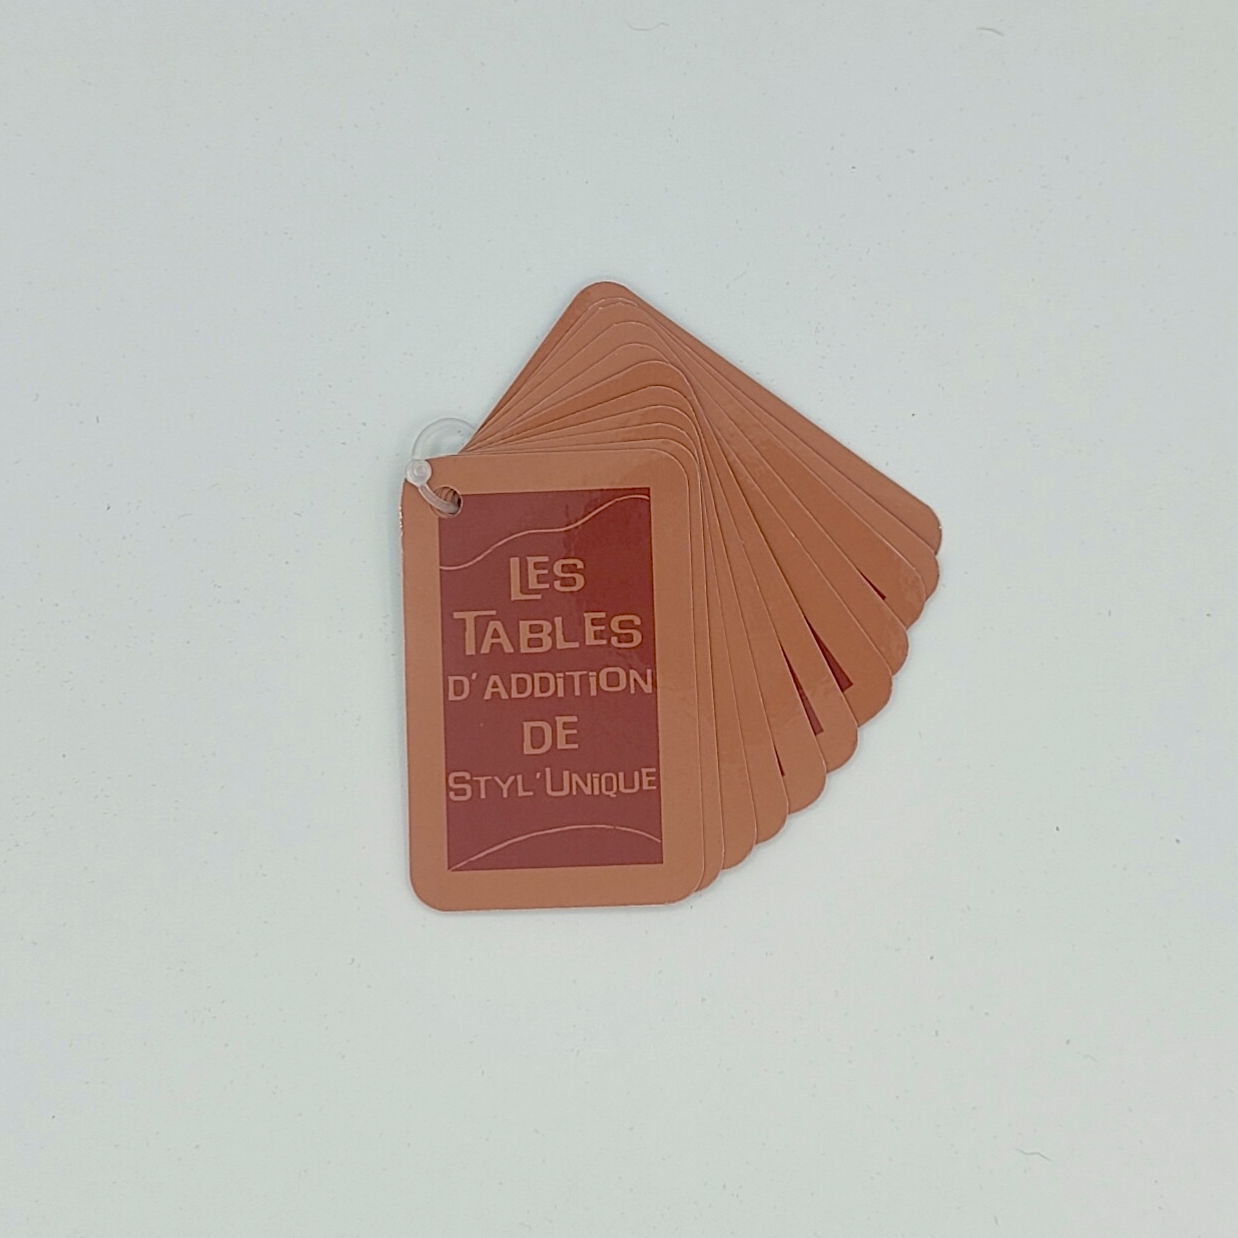 LES
TABLES
D'ADDiTiON
DE
STYL'UNiQUE